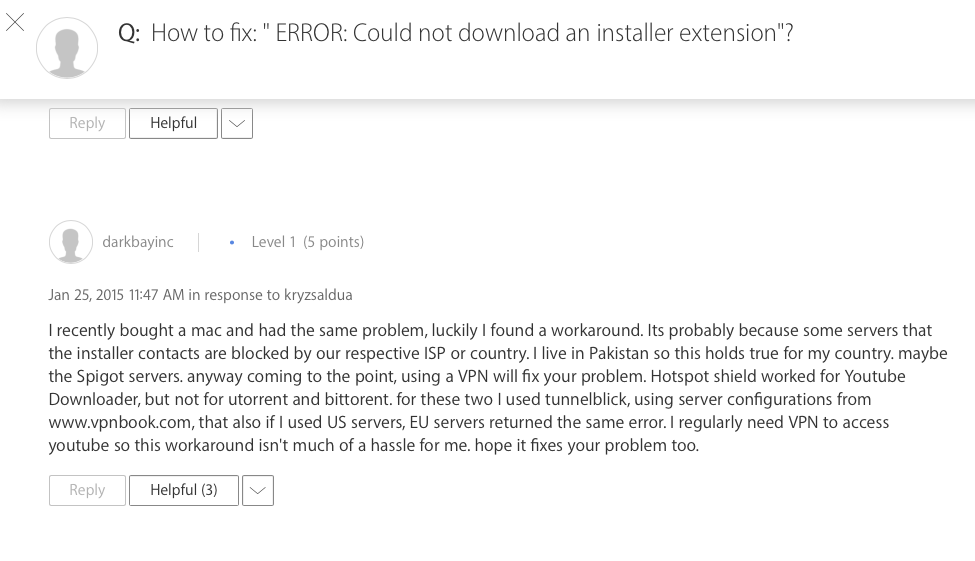 Q: How to fix: " ERROR: Could not download an installer extension"?
Reply Helpful
darkbayinc Level 1 (5 points)
Jan 25, 2015 11:47 AM in response to kryzsaldua
I recently bought a mac and had the same problem, luckily I found a workaround. Its probably because some servers that
the installer contacts are blocked by our respective ISP or country. I live in Pakistan so this holds true for my country. maybe
the Spigot servers. anyway coming to the point, using a VPN will fix your problem. Hotspot shield worked for Youtube
Downloader, but not for utorrent and bittorent. for these two I used tunnelblick, using server configurations from
www.vpnbook.com, that also if I used US servers, EU servers returned the same error. I regularly need VPN to access
youtube so this workaround isn't much of a hassle for me. hope it fixes your problem too.
Reply Helpful (3)